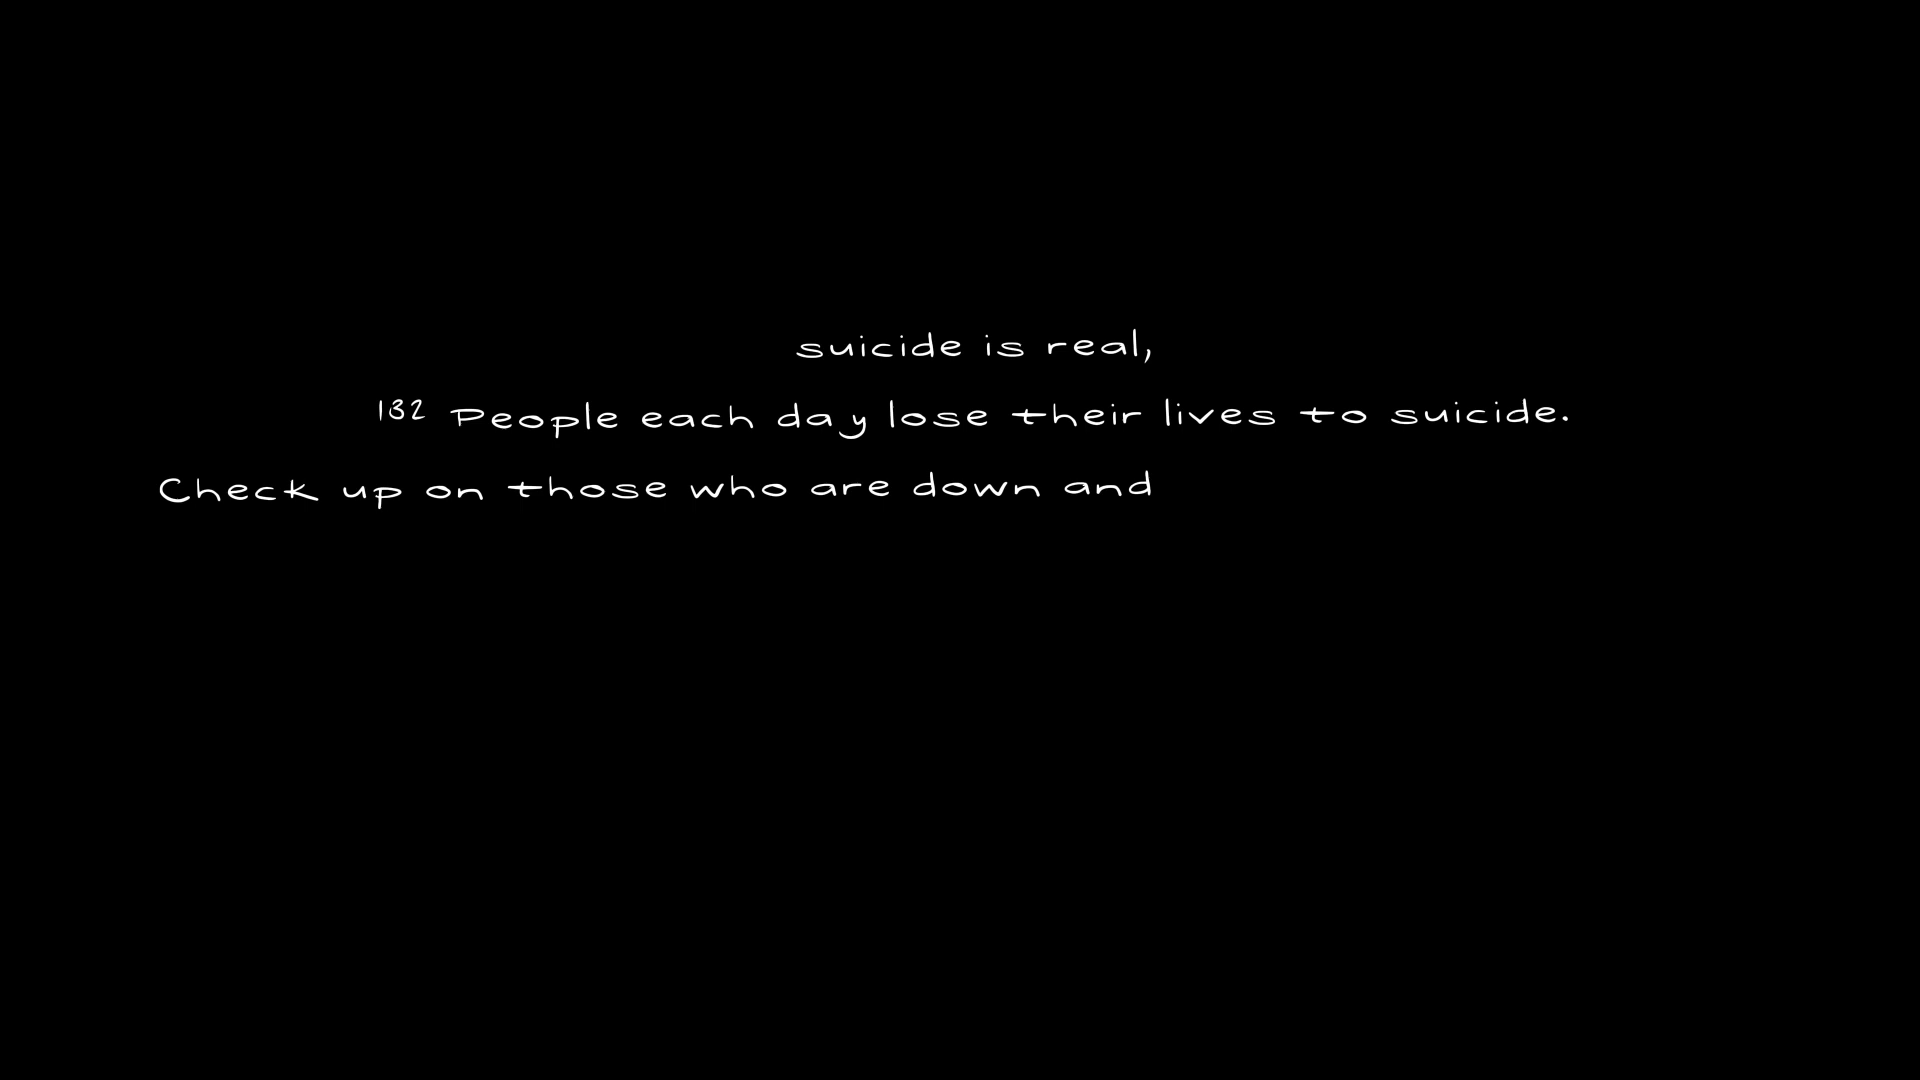 suicide is real,
132 People each day lose their lives to suicide.
Check up on those who are down and